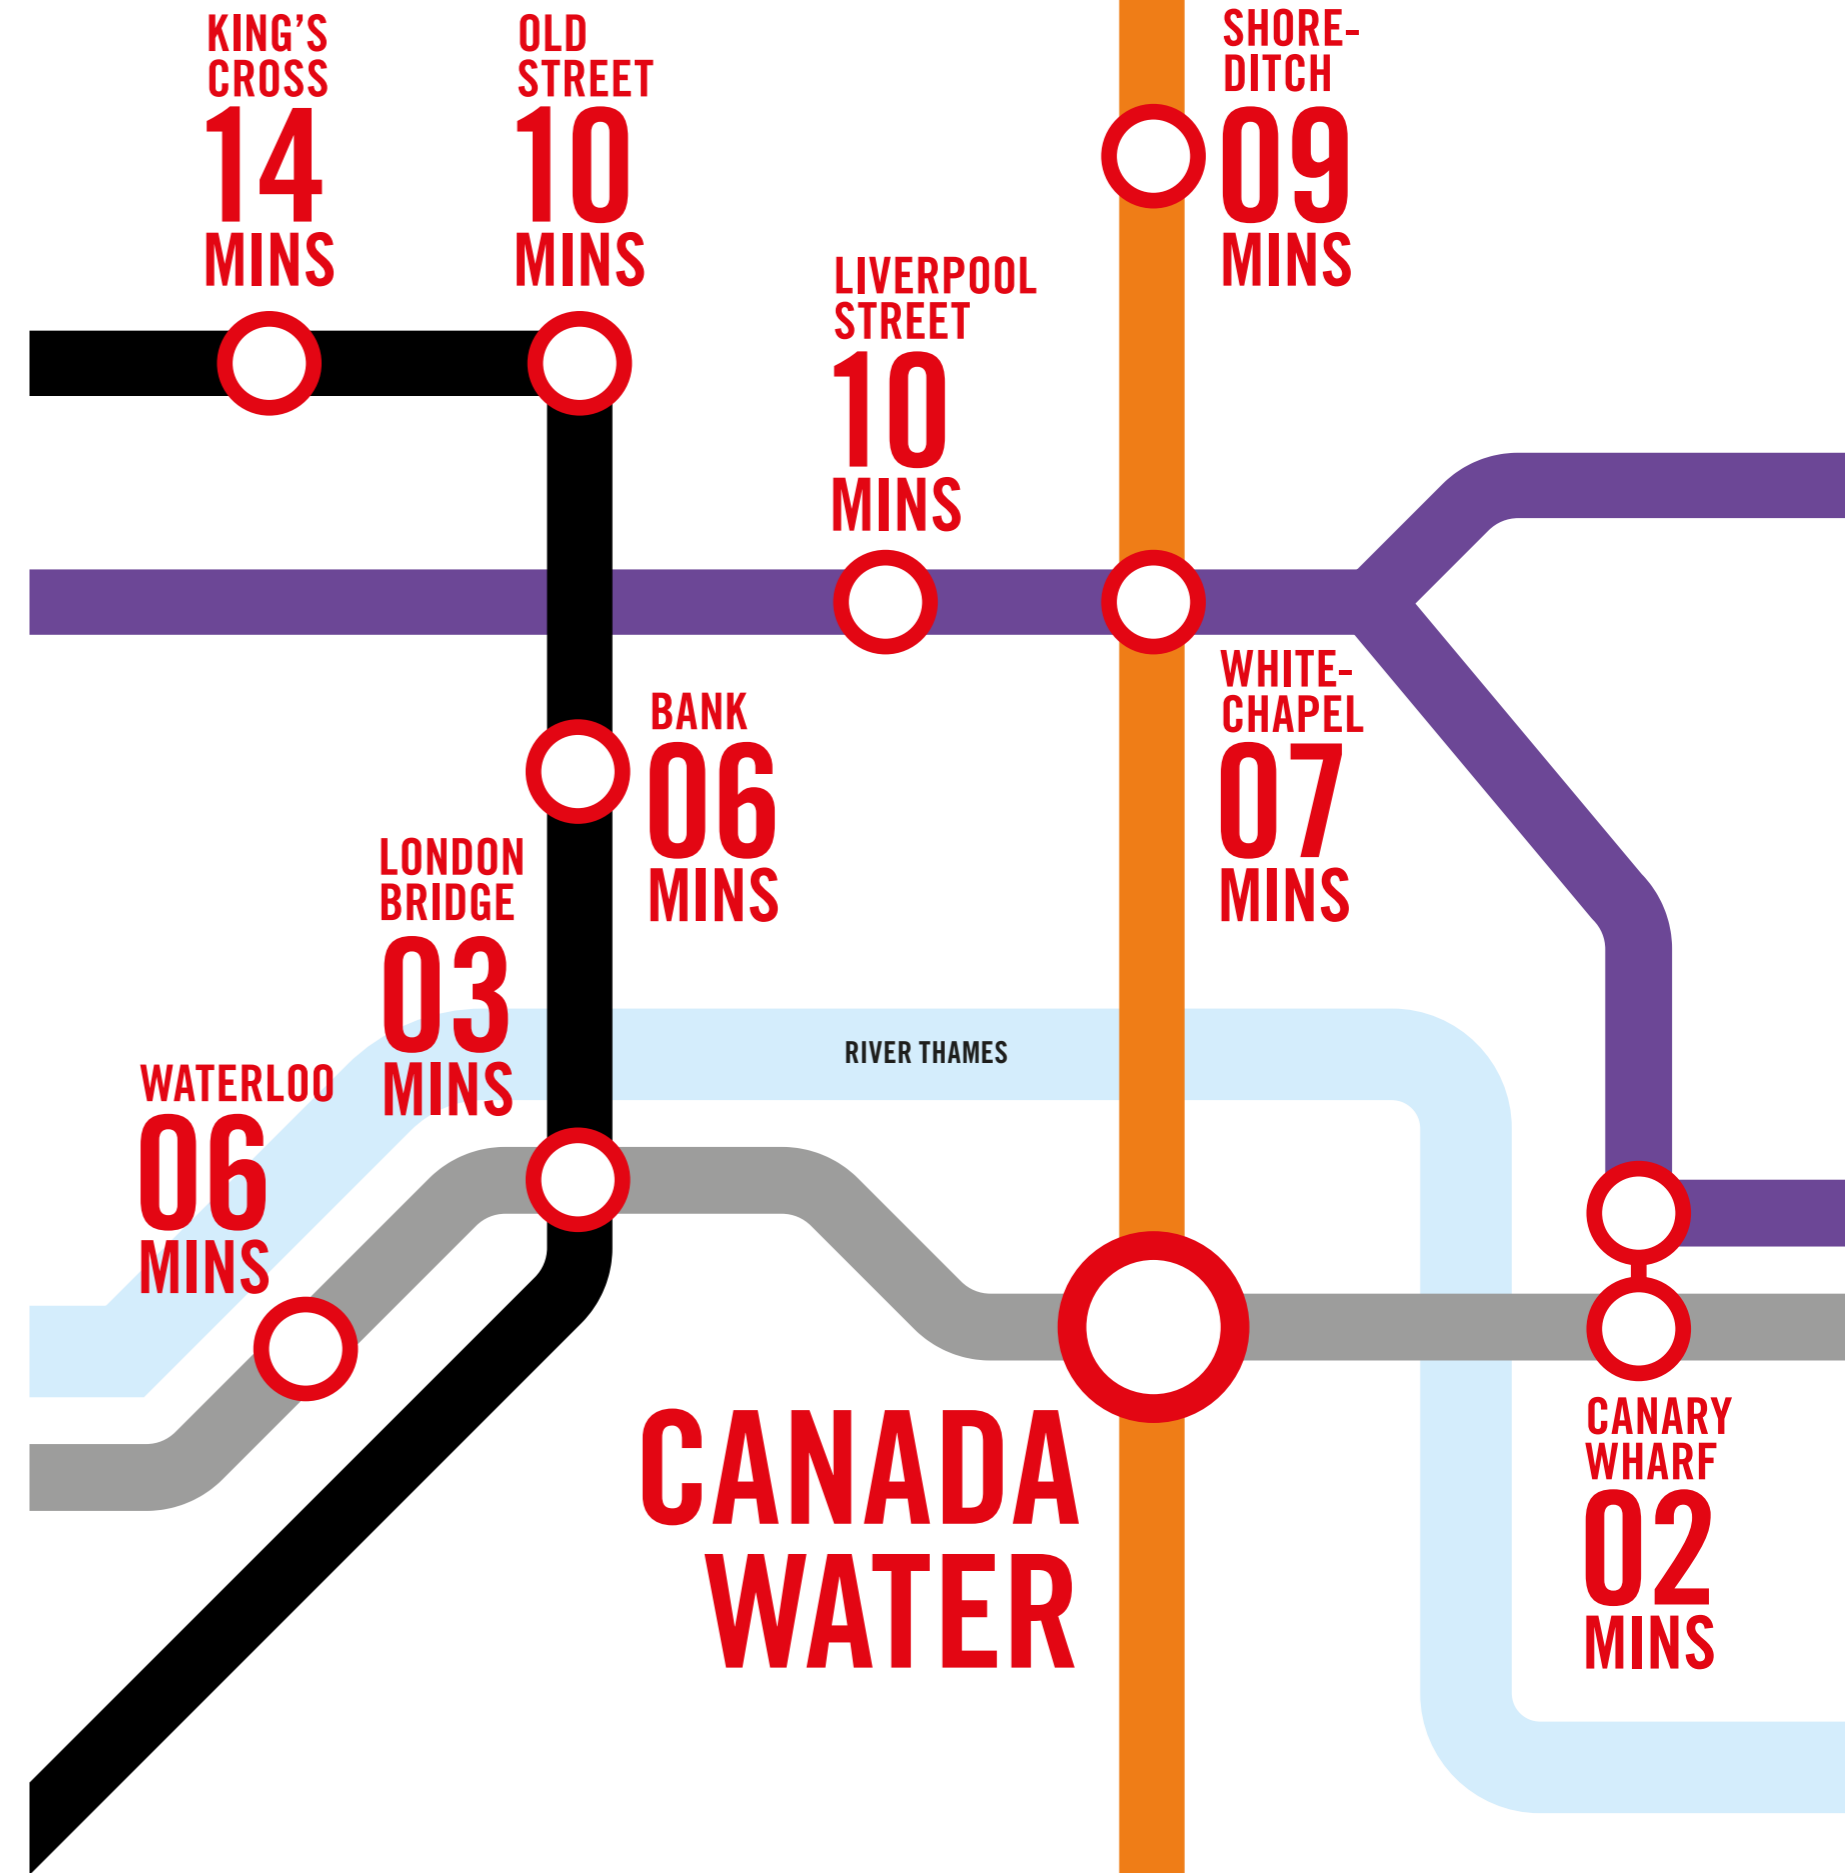 KING'S
CROSS
14
MINS
OLD
STREET
10
MINS
SHORE-
DITCH
09
MINS
LIVERPOOL
STREET
10
MINS
WHITE-
CHAPEL
07
MINS
BANK
06
MINS
LONDON
BRIDGE
03
MINS
RIVER THAMES
WATERLOO
06
MINS
CANADA
WATER
CANARY
WHARF
02
MINS